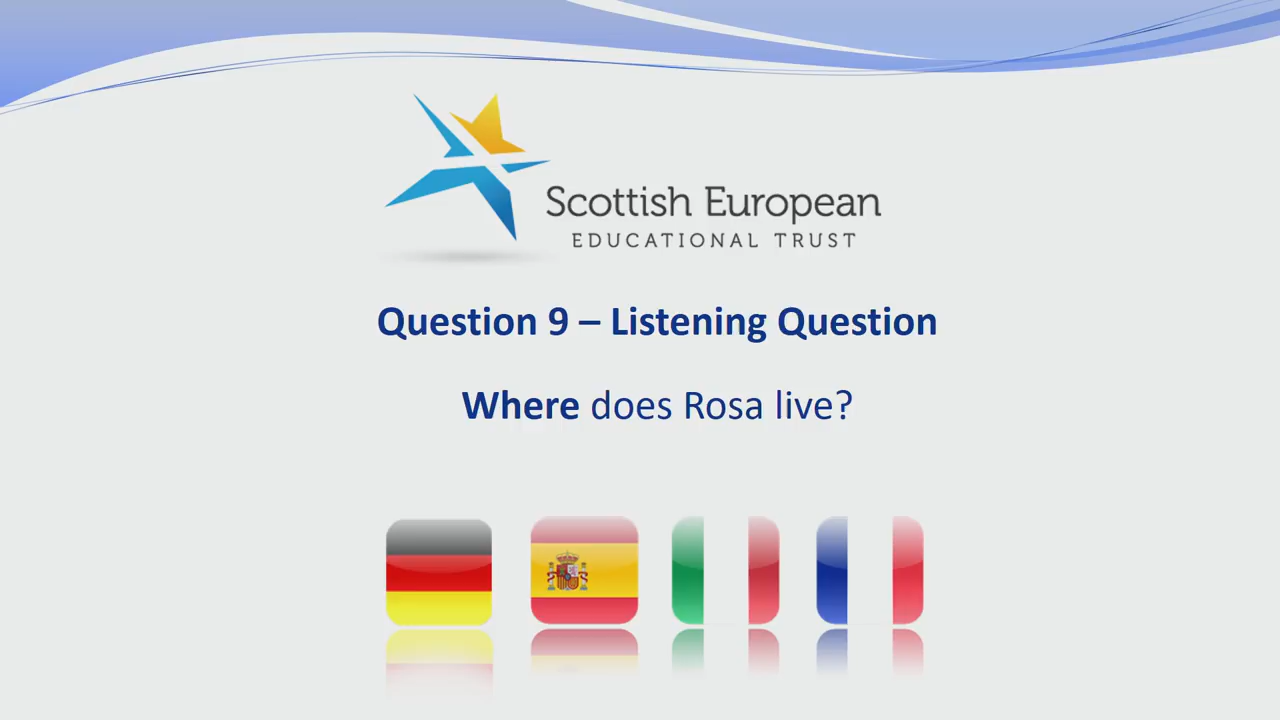 Scottish European
EDUCATIONAL TRUST
Question 9 – Listening Question
Where does Rosa live?